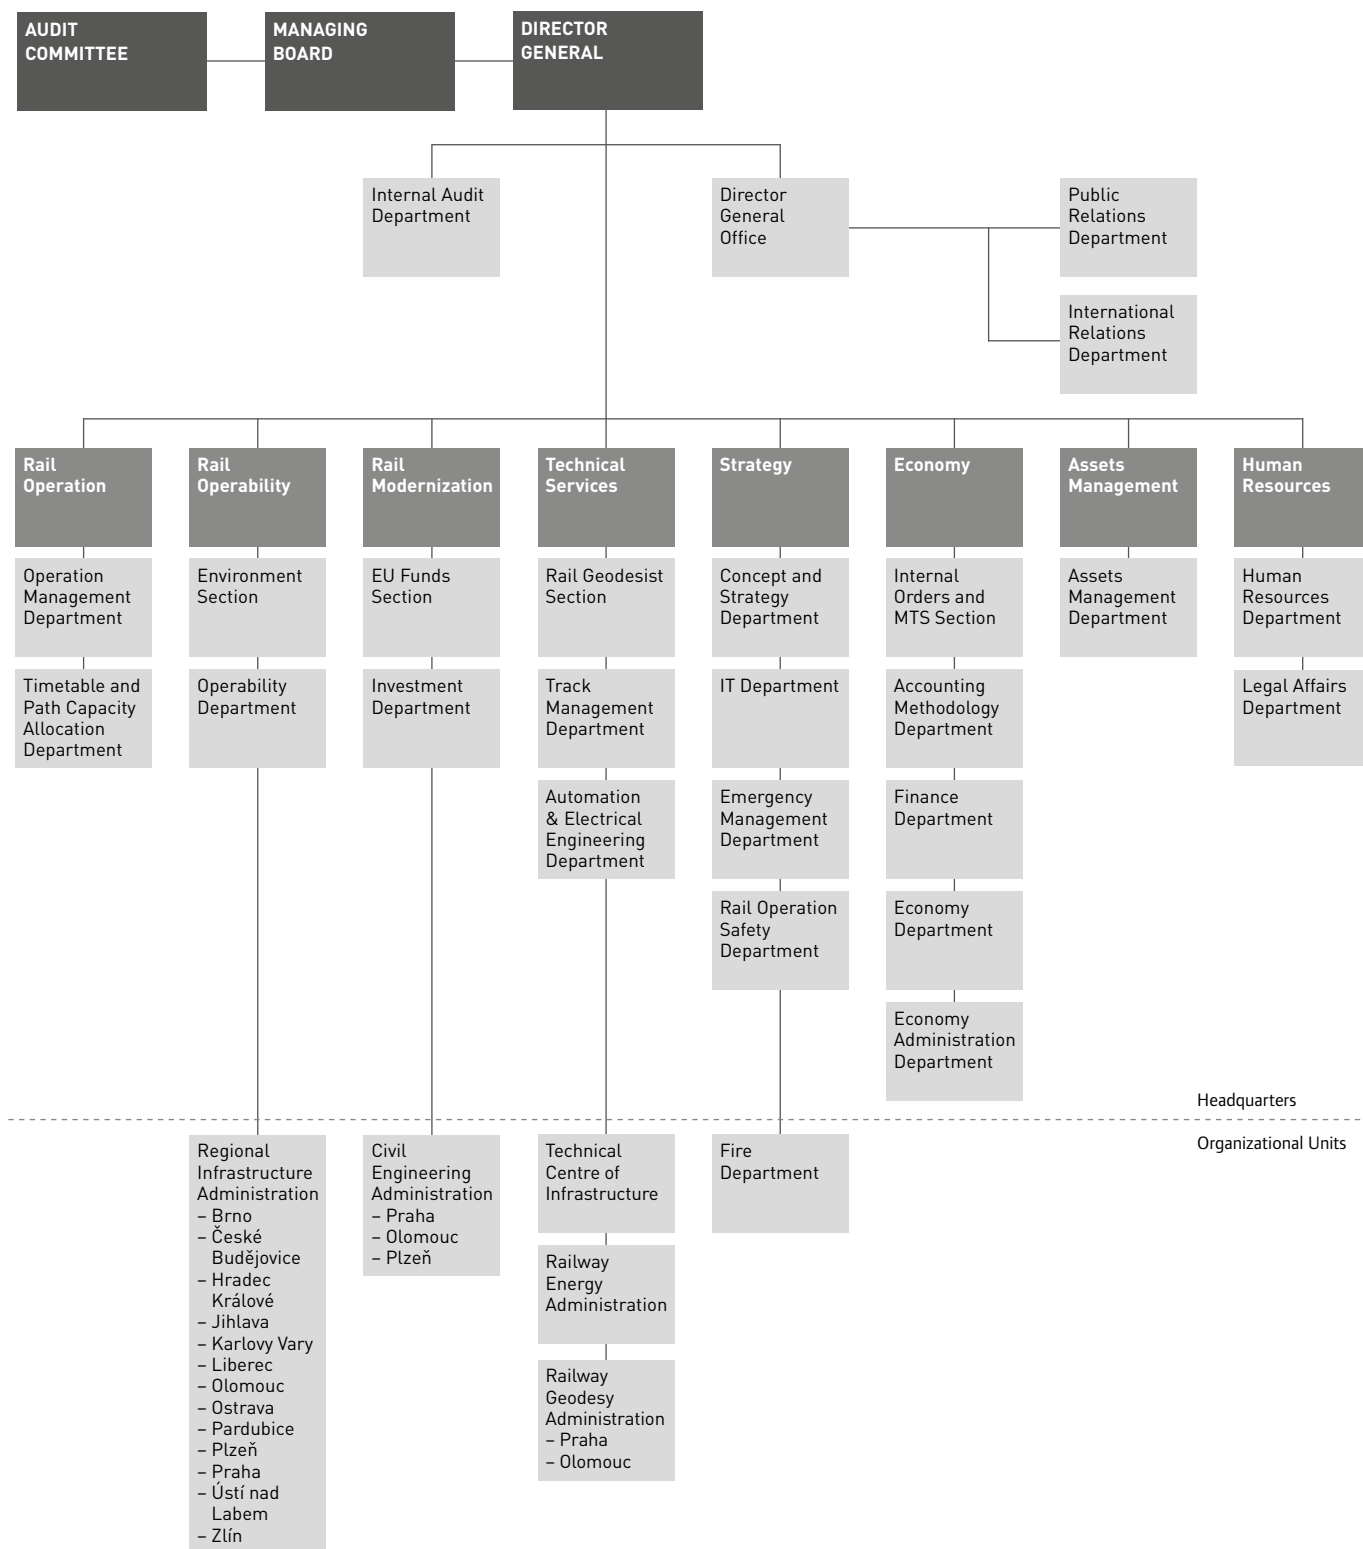 AUDIT
COMMITTEE
MANAGING
BOARD
DIRECTOR
GENERAL
Internal Audit
Department
Director
General
Office
Public
Relations
Department
International
Relations
Department
Rail
Operation
Rail
Operability
Rail
Modernization
Technical
Services
Strategy
Economy
Assets
Management
Human
Resources
Operation
Management
Department
Environment
Section
EU Funds
Section
Rail Geodesist
Section
Concept and
Strategy
Department
Internal
Orders and
MTS Section
Assets
Management
Department
Human
Resources
Department
Timetable and
Path Capacity
Allocation
Department
Operability
Department
Investment
Department
Track
Management
Department
IT Department
Accounting
Methodology
Department
Legal Affairs
Department
Automation
& Electrical
Engineering
Department
Emergency
Management
Department
Finance
Department
Rail Operation
Safety
Department
Economy
Department
Economy
Administration
Department
Headquarters
Organizational Units
Regional
Infrastructure
Administration
– Brno
– České
Budějovice
– Hradec
Králové
– Jihlava
– Karlovy Vary
– Liberec
– Olomouc
– Ostrava
– Pardubice
– Plzeň
– Praha
– Ústí nad
Labem
– Zlín
Civil
Engineering
Administration
– Praha
– Olomouc
– Plzeň
Technical
Centre of
Infrastructure
Fire
Department
Railway
Energy
Administration
Railway
Geodesy
Administration
– Praha
– Olomouc